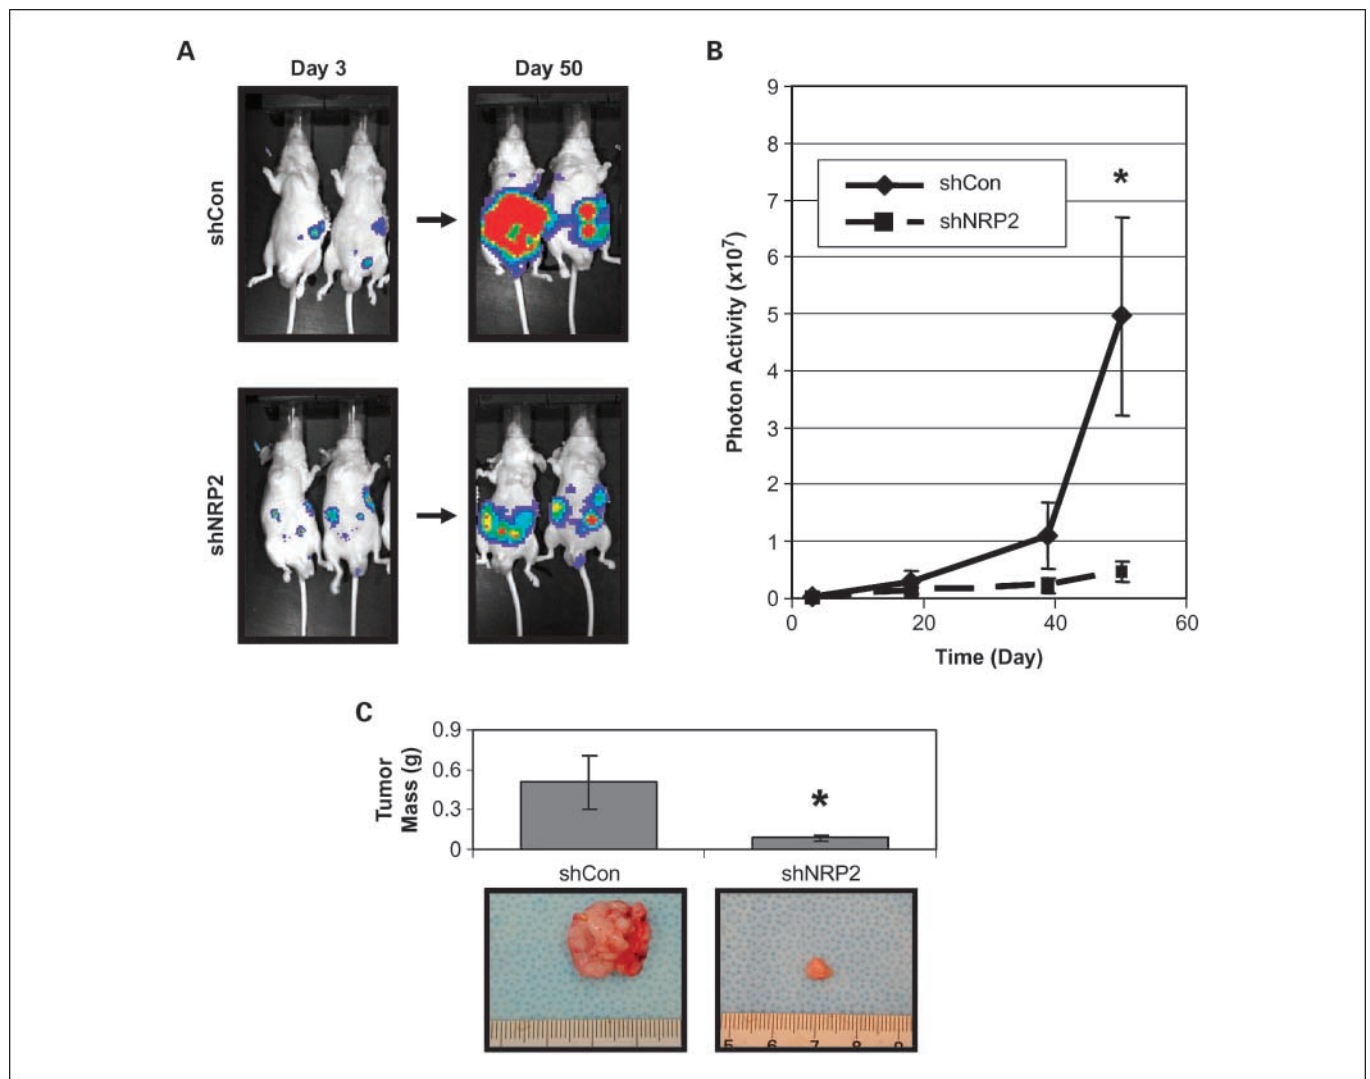 A
Day 3
Day 50
shCon
shNRP2
B
9
8
7
6
5
4
3
2
1
0
Photon Activity (x10⁷)
shCon
shNRP2
*
0
20
40
60
Time (Day)
C
0.9
0.6
0.3
0
Tumor
Mass (g)
*
shCon
shNRP2
5 6 7 8 9